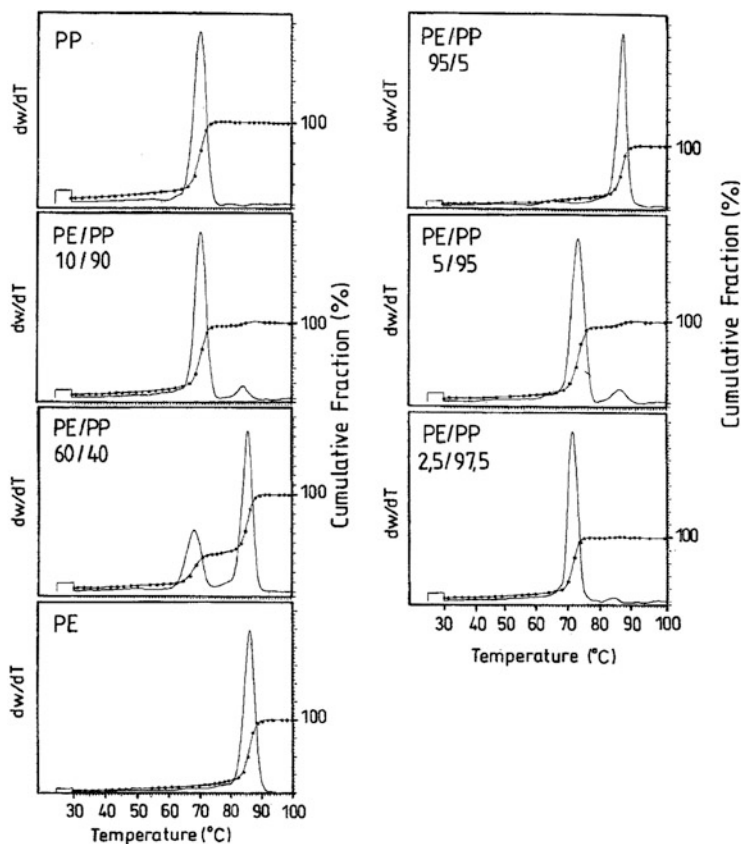 PP
dw/dT
100
PE/PP
10/90
dw/dT
100
PE/PP
60/40
dw/dT
100
PE
dw/dT
100
Cumulative Fraction (%)
30 40 50 60 70 80 90 100
Temperature (°C)
PE/PP
95/5
dw/dT
100
PE/PP
5/95
dw/dT
100
PE/PP
2,5/97,5
dw/dT
100
Cumulative Fraction (%)
30 40 50 60 70 80 90 100
Temperature (°C)